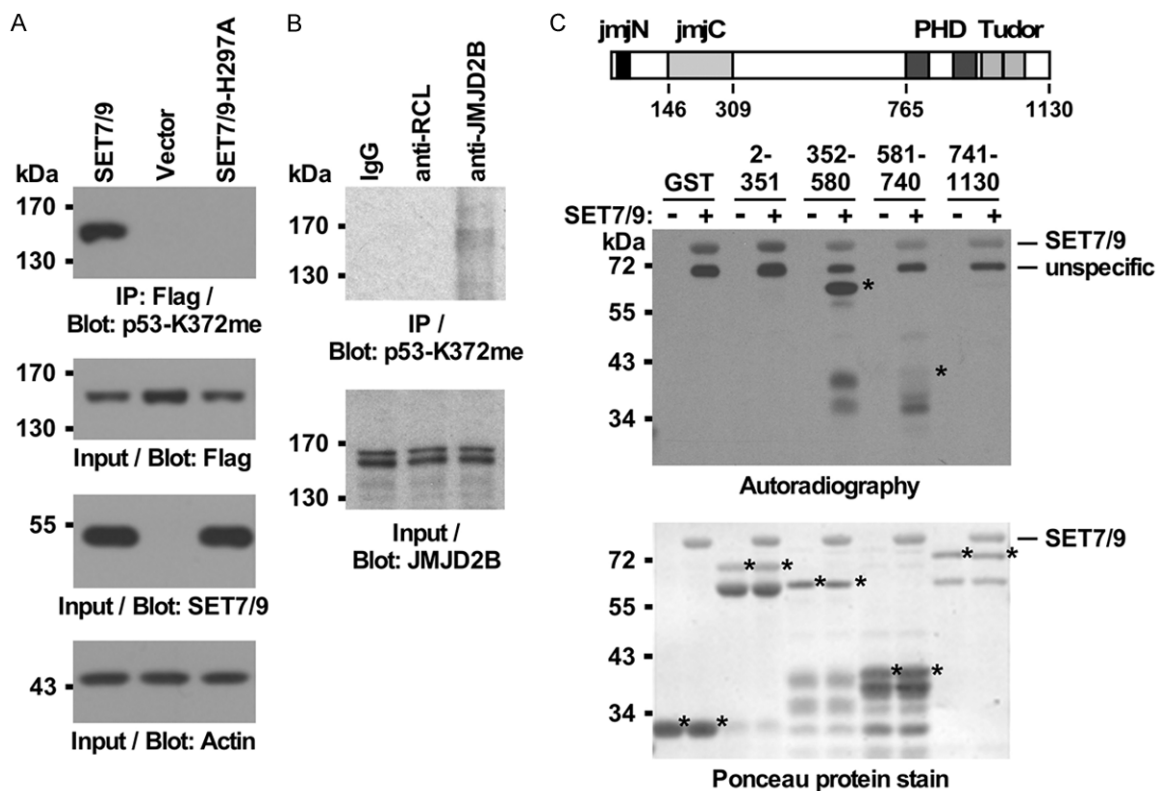 A
SET7/9
Vector
SET7/9-H297A
kDa
170
130
IP: Flag /
Blot: p53-K372me
170
130
Input / Blot: Flag
55
Input / Blot: SET7/9
43
Input / Blot: Actin
B
IgG
anti-RCL
anti-JMJD2B
kDa
170
130
IP /
Blot: p53-K372me
170
130
Input /
Blot: JMJD2B
C
jmjN jmjC PHD Tudor
146 309 765 1130
GST 2-351 352-580 581-740 741-1130
SET7/9: - + - + - + - + - +
kDa
SET7/9
72
unspecific
*
55
43
*
34
Autoradiography
SET7/9
72
* * * * * *
55
43
* *
34
* *
Ponceau protein stain